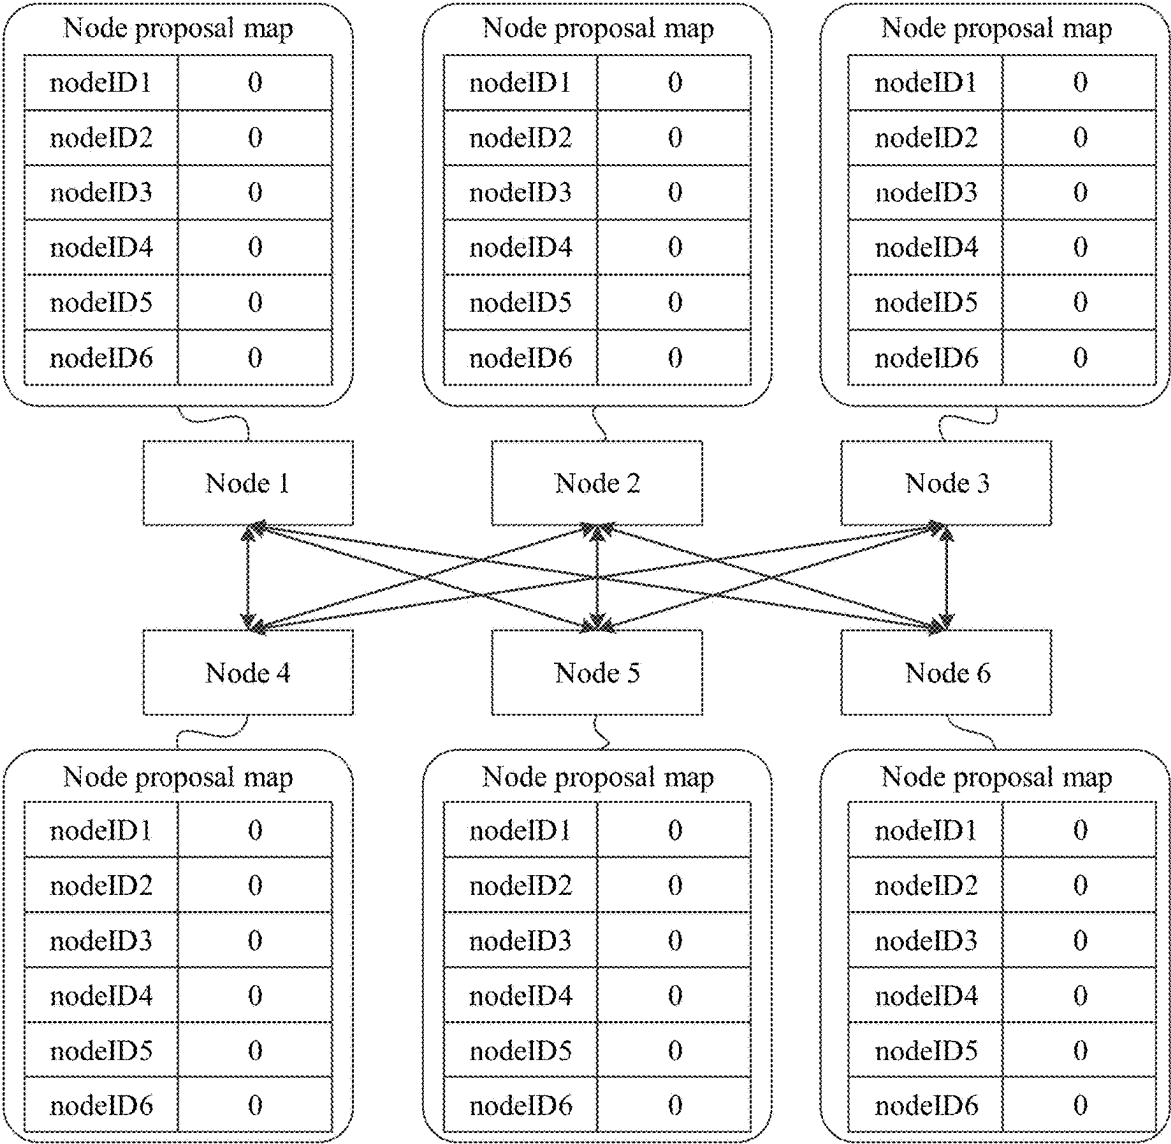 Node proposal map
nodeID1 0
nodeID2 0
nodeID3 0
nodeID4 0
nodeID5 0
nodeID6 0
Node proposal map
nodeID1 0
nodeID2 0
nodeID3 0
nodeID4 0
nodeID5 0
nodeID6 0
Node proposal map
nodeID1 0
nodeID2 0
nodeID3 0
nodeID4 0
nodeID5 0
nodeID6 0
Node 1
Node 2
Node 3
Node 4
Node 5
Node 6
Node proposal map
nodeID1 0
nodeID2 0
nodeID3 0
nodeID4 0
nodeID5 0
nodeID6 0
Node proposal map
nodeID1 0
nodeID2 0
nodeID3 0
nodeID4 0
nodeID5 0
nodeID6 0
Node proposal map
nodeID1 0
nodeID2 0
nodeID3 0
nodeID4 0
nodeID5 0
nodeID6 0